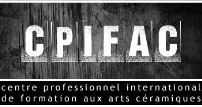 CPIFAC
centre professionnel international
de formation aux arts céramiques